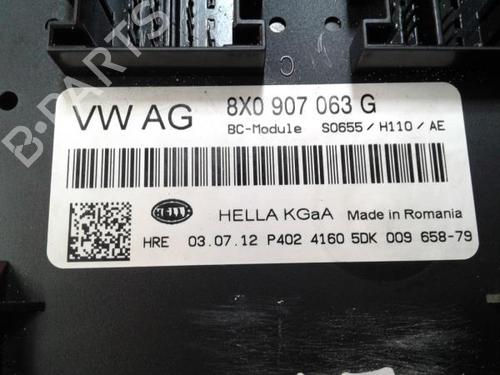 VW AG 8X0 907 063 G
BC-Module S0655 / H110 / AE
HELLA
HELLA KGaA Made in Romania
HRE 03.07.12 P402 4160 5DK 009 658-79
B-PARTS